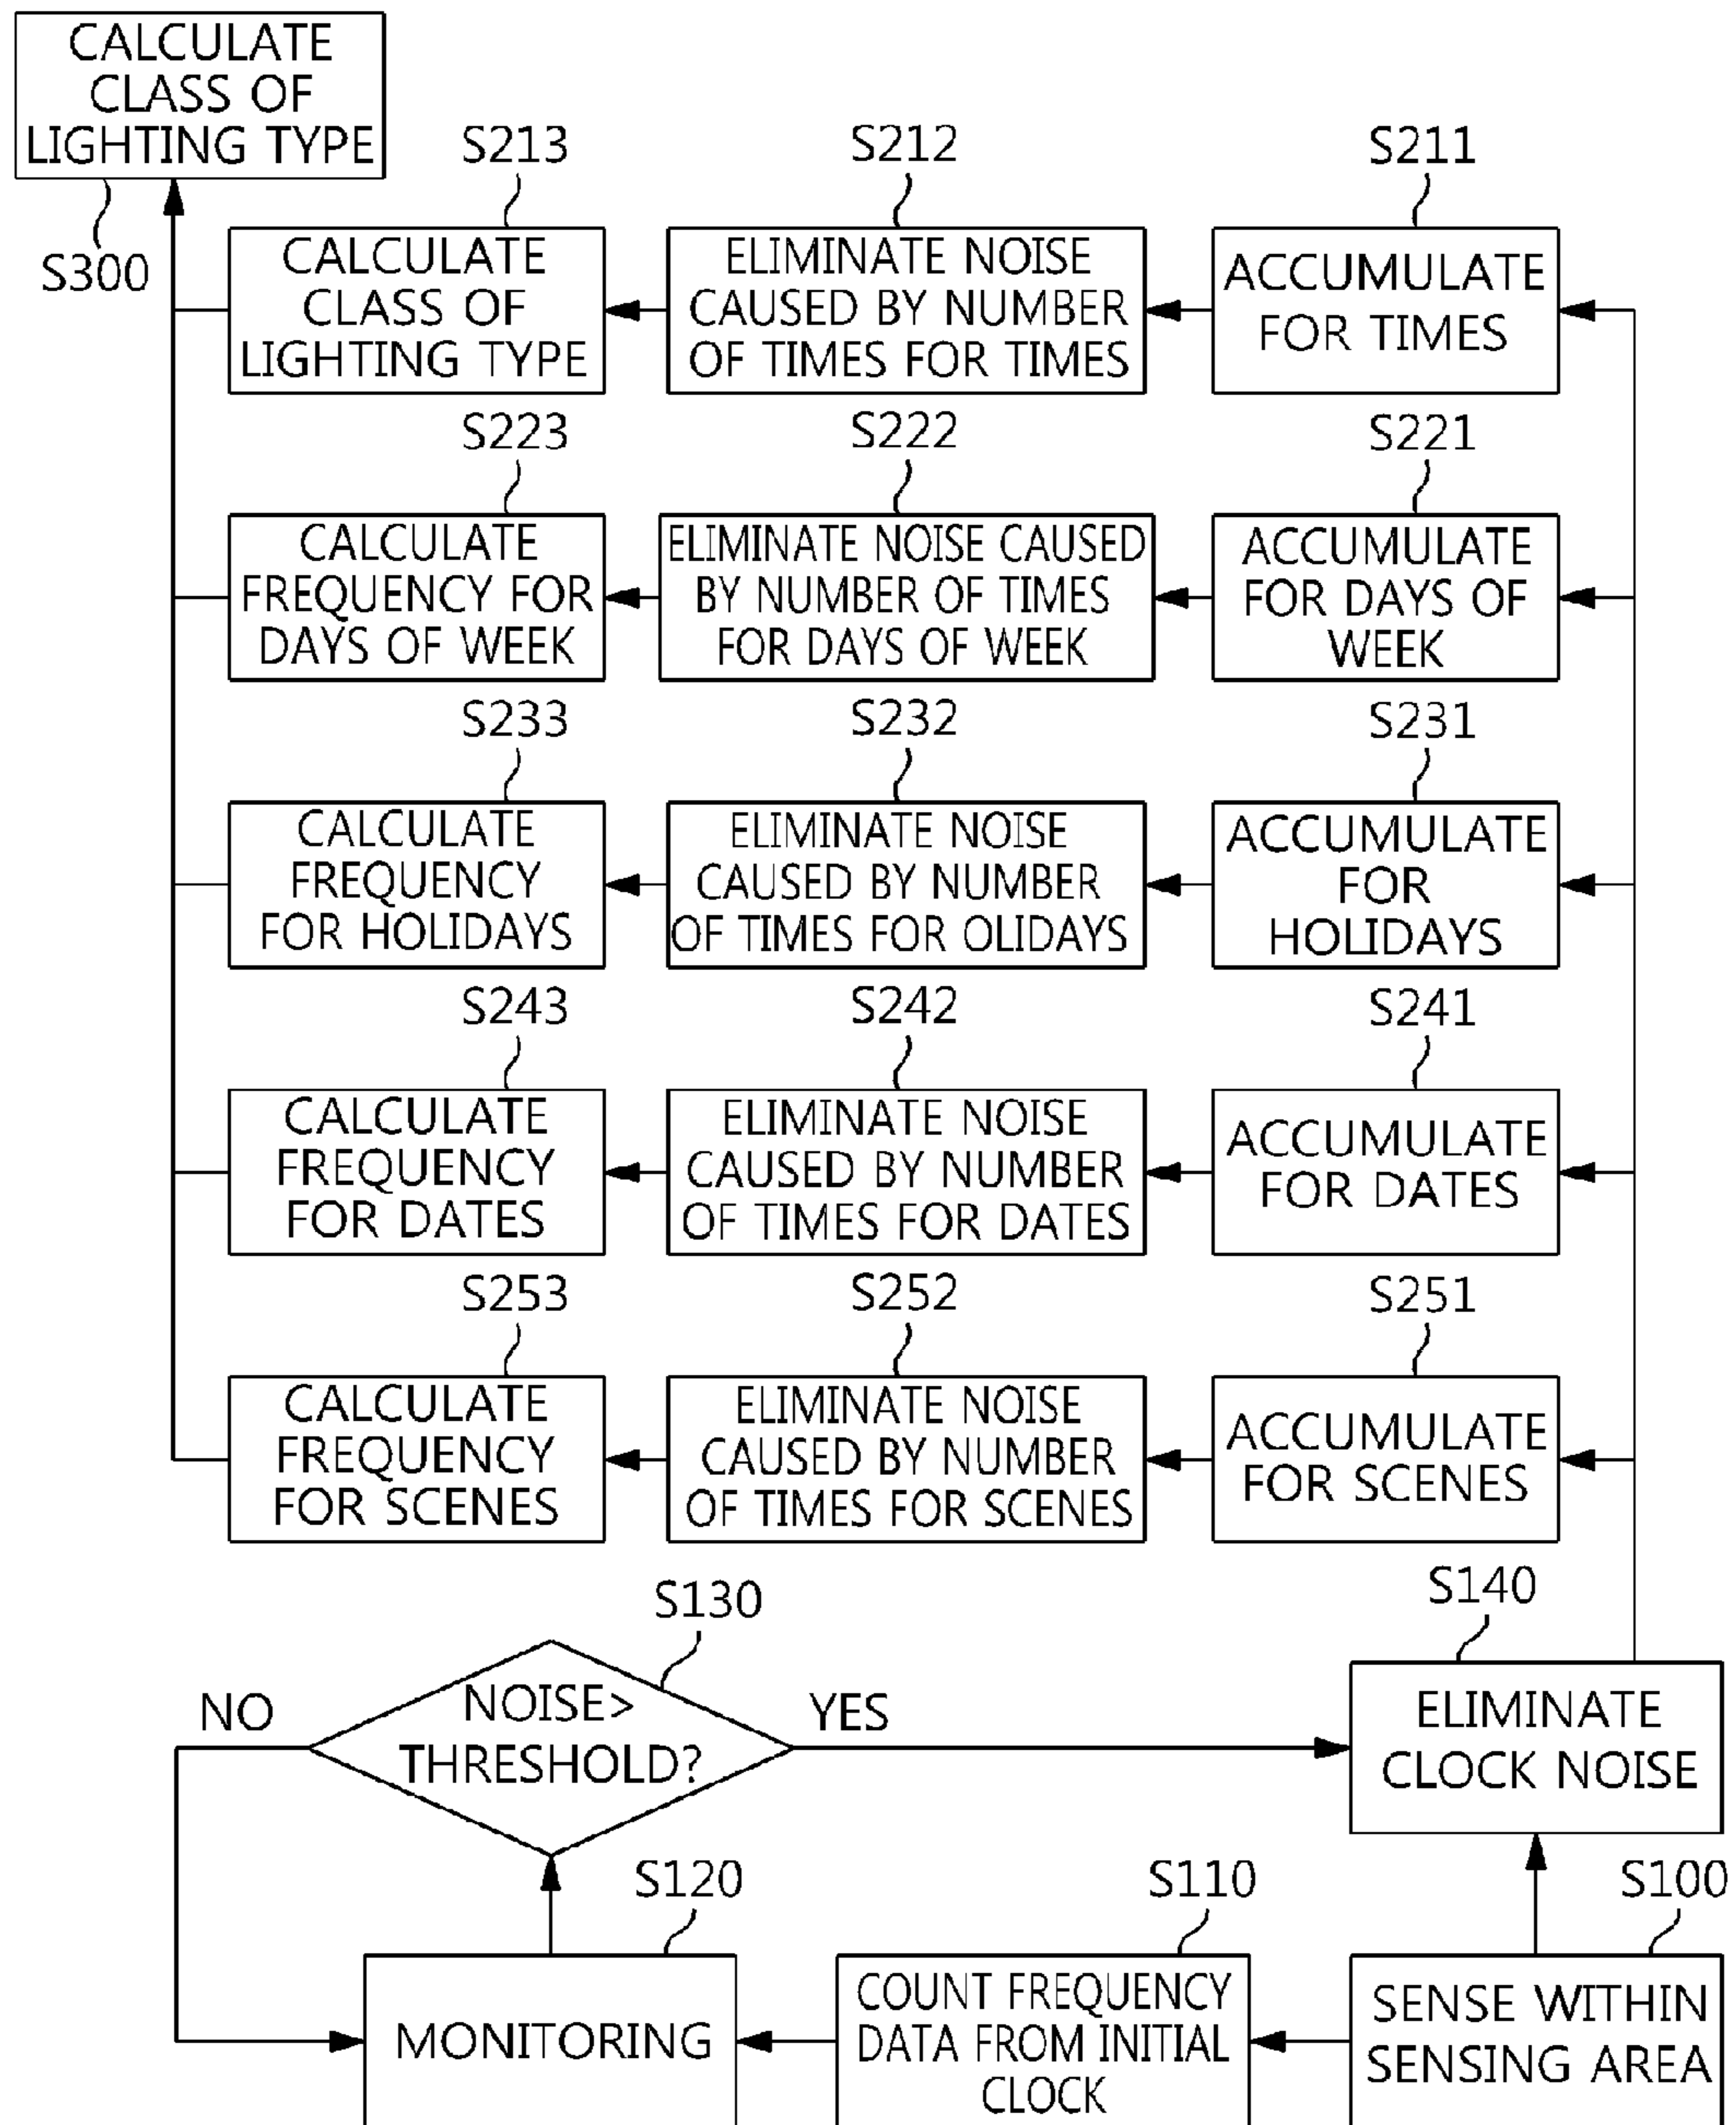 CALCULATE
CLASS OF
LIGHTING TYPE
S300
S213
S212
S211
CALCULATE
CLASS OF
LIGHTING TYPE
ELIMINATE NOISE
CAUSED BY NUMBER
OF TIMES FOR TIMES
ACCUMULATE
FOR TIMES
S223
S222
S221
CALCULATE
FREQUENCY FOR
DAYS OF WEEK
ELIMINATE NOISE CAUSED
BY NUMBER OF TIMES
FOR DAYS OF WEEK
ACCUMULATE
FOR DAYS OF
WEEK
S233
S232
S231
CALCULATE
FREQUENCY
FOR HOLIDAYS
ELIMINATE NOISE
CAUSED BY NUMBER
OF TIMES FOR OLIDAYS
ACCUMULATE
FOR
HOLIDAYS
S243
S242
S241
CALCULATE
FREQUENCY
FOR DATES
ELIMINATE NOISE
CAUSED BY NUMBER
OF TIMES FOR DATES
ACCUMULATE
FOR DATES
S253
S252
S251
CALCULATE
FREQUENCY
FOR SCENES
ELIMINATE NOISE
CAUSED BY NUMBER
OF TIMES FOR SCENES
ACCUMULATE
FOR SCENES
S130
S140
NO
NOISE>
THRESHOLD?
YES
ELIMINATE
CLOCK NOISE
S120
S110
S100
MONITORING
COUNT FREQUENCY
DATA FROM INITIAL
CLOCK
SENSE WITHIN
SENSING AREA